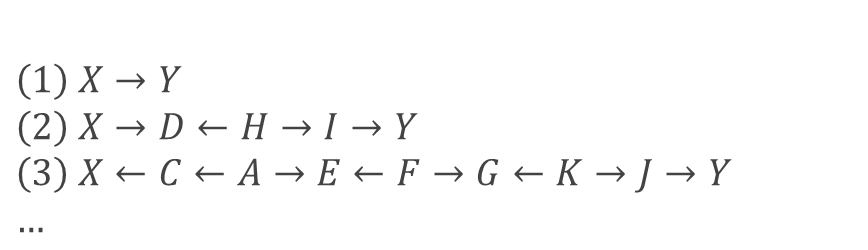 (1) X → Y
(2) X → D ← H → I → Y
(3) X ← C ← A → E ← F → G ← K → J → Y
...